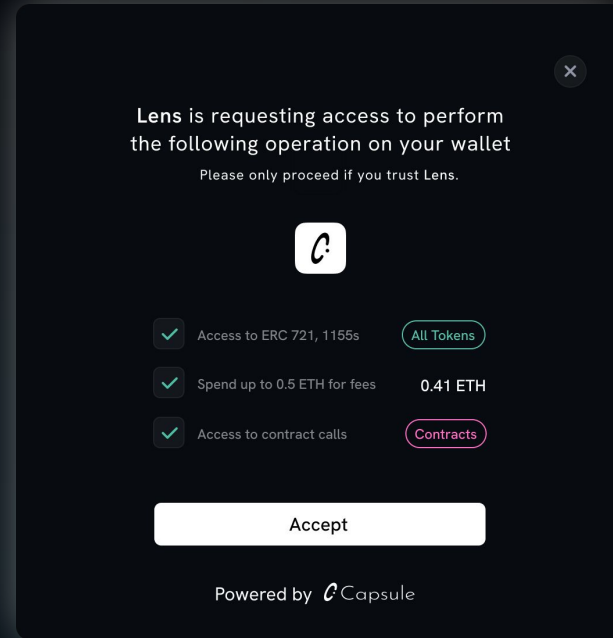 Lens is requesting access to perform
the following operation on your wallet
Please only proceed if you trust Lens.
Access to ERC 721, 1155s All Tokens
Spend up to 0.5 ETH for fees 0.41 ETH
Access to contract calls Contracts
Accept
Powered by Capsule